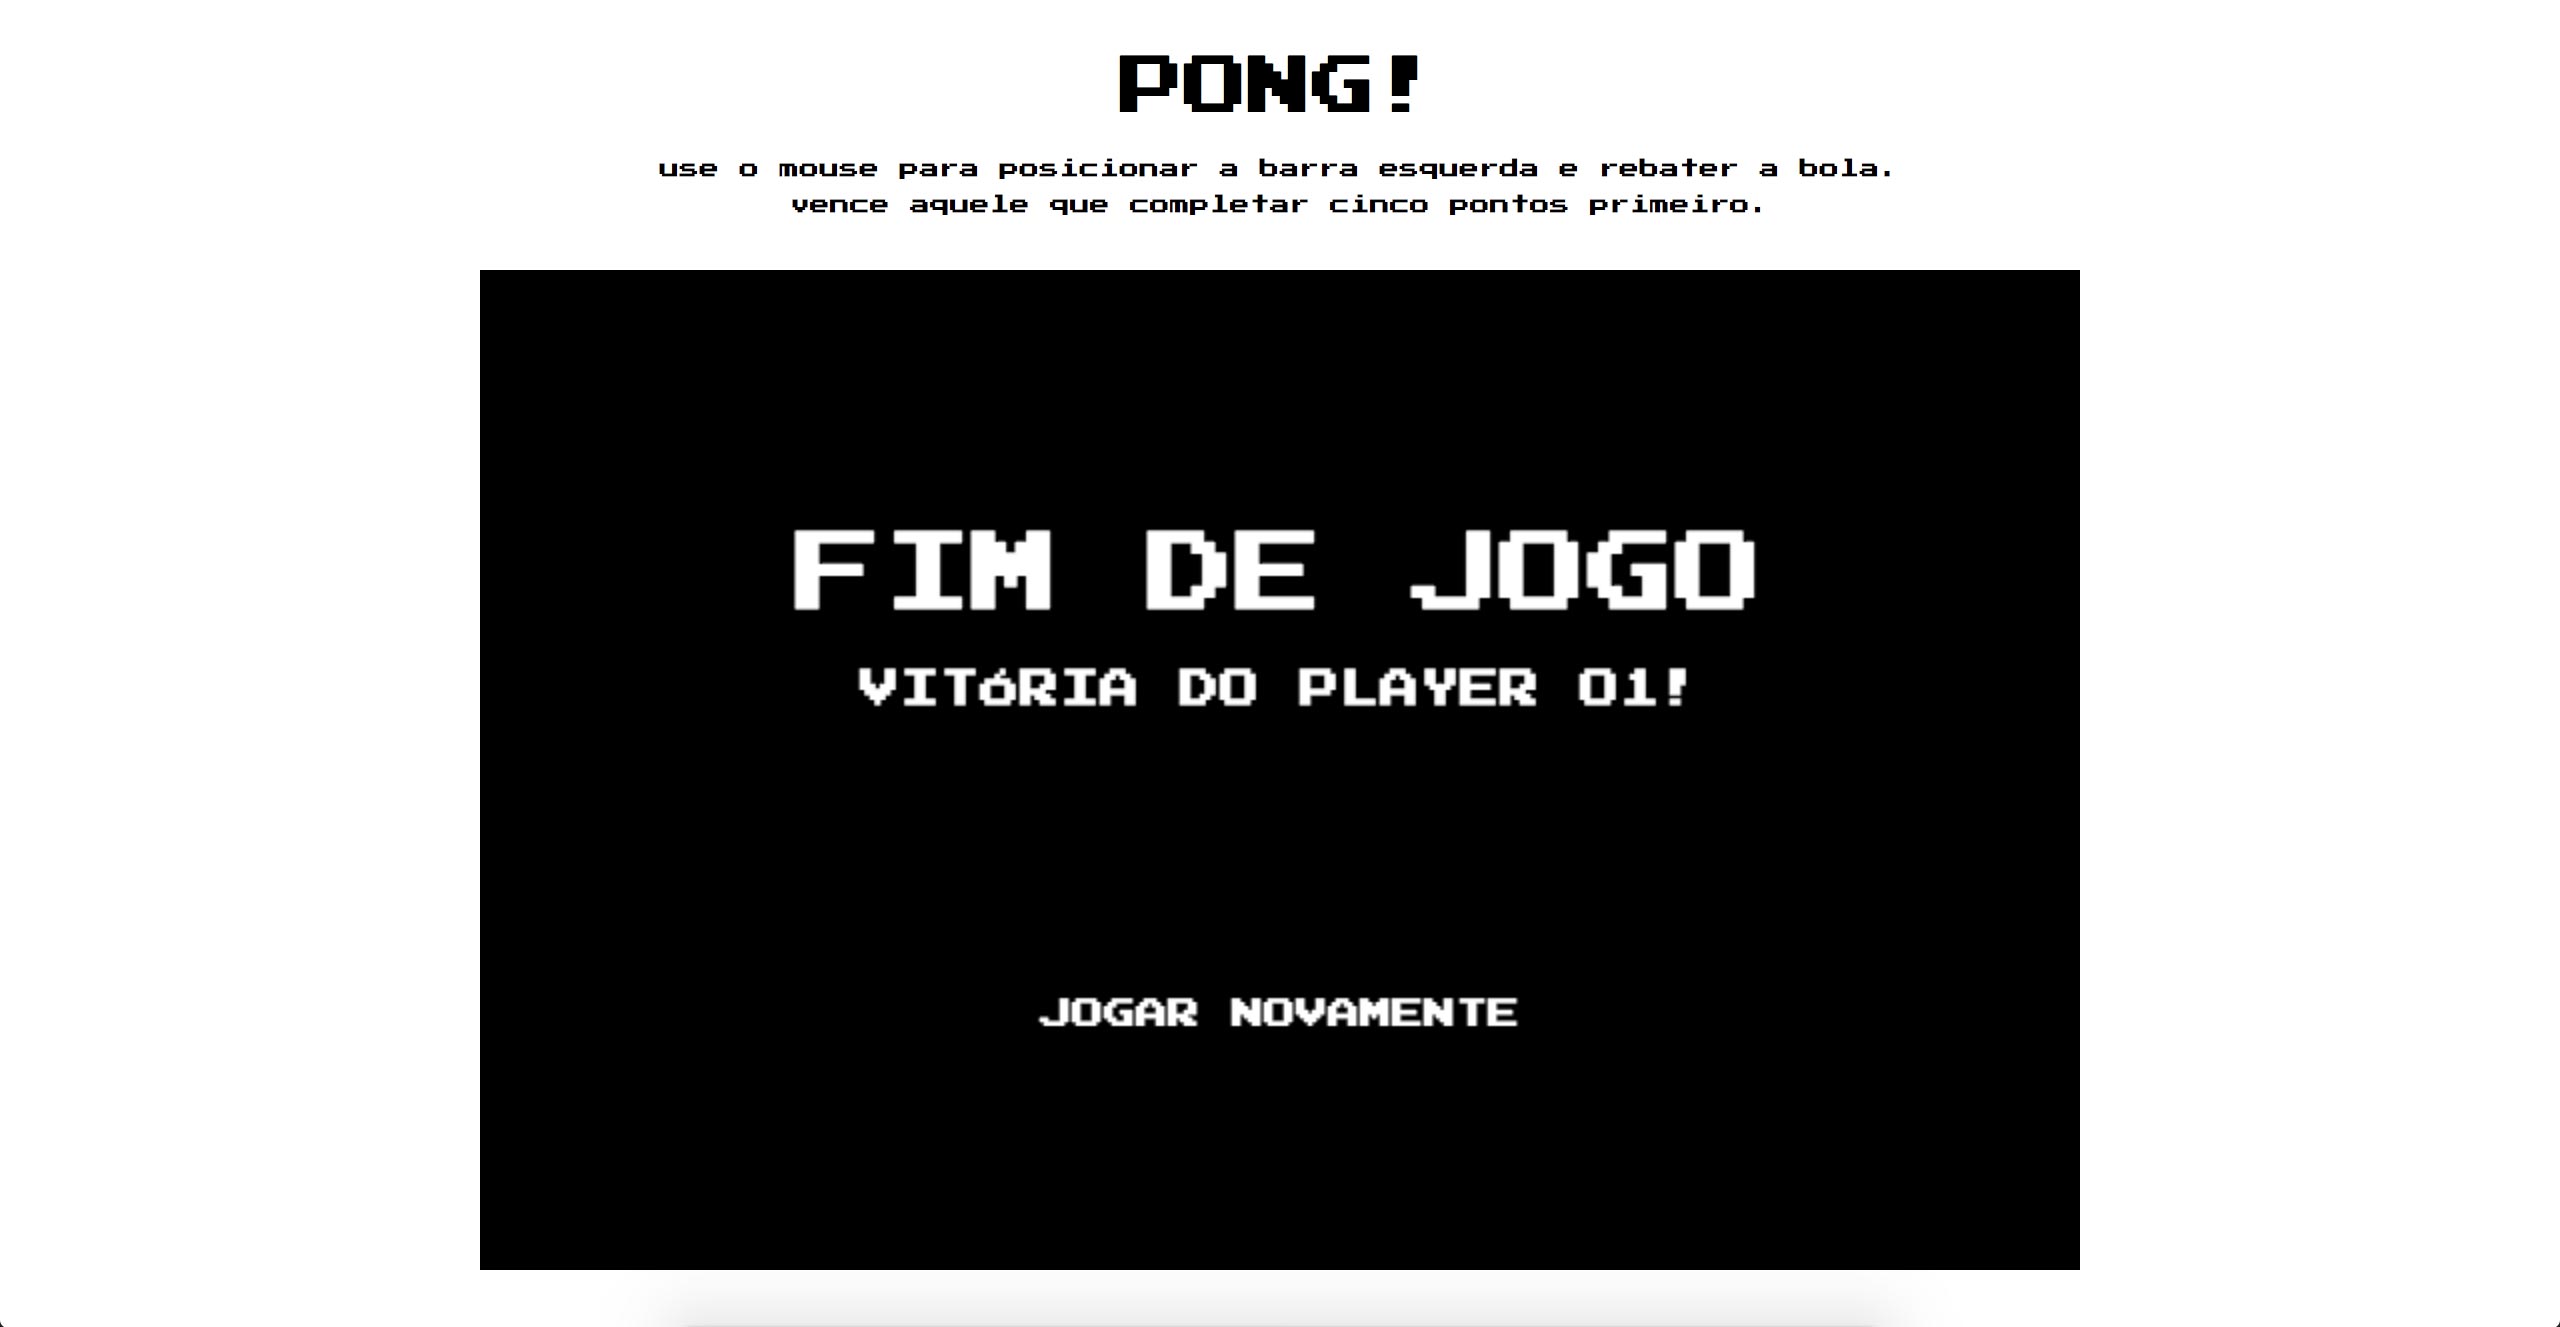 PONG!
use o mouse para posicionar a barra esquerda e rebater a bola.
vence aquele que completar cinco pontos primeiro.
FIM DE JOGO
VITóRIA DO PLAYER 01!
JOGAR NOVAMENTE